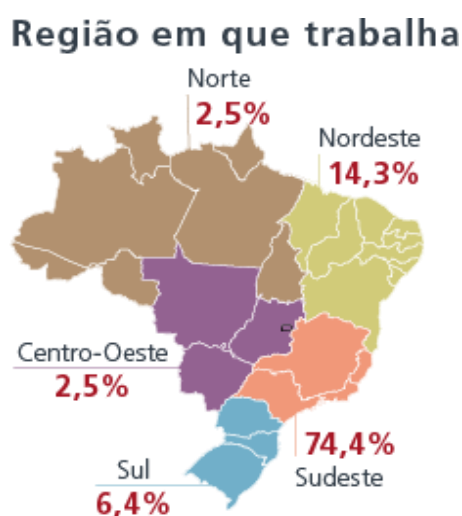 Região em que trabalha
Norte
2,5%
Nordeste
14,3%
Centro-Oeste
2,5%
74,4%
Sudeste
Sul
6,4%